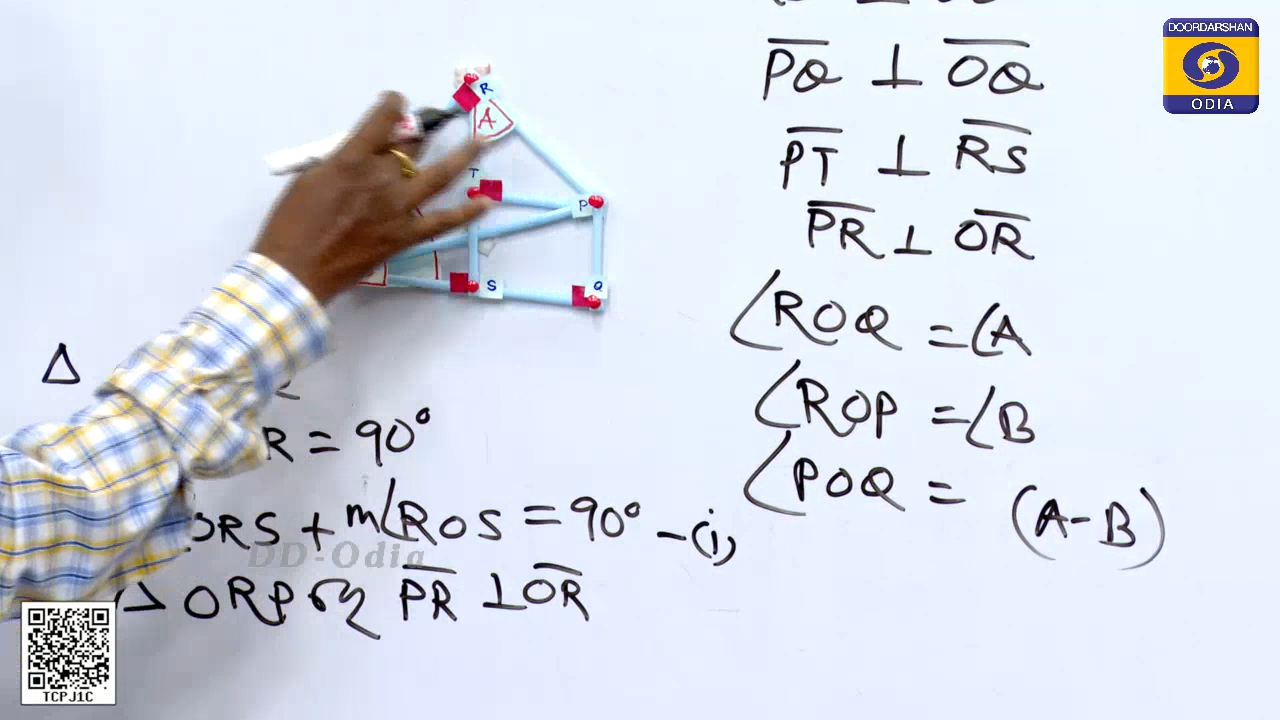 DOORDARSHAN
ODIA
PQ ⊥ OQ
PT ⊥ RS
PR ⊥ OR
∠ROQ = ∠A
∠ROP = ∠B
∠POQ = (A-B)
R
A
T
P
S
Q
Δ
R = 90°
ORS + m∠ROS = 90° -(i)
Δ ORP ରେ PR ⊥ OR
DD-Odia
TCPJ1C